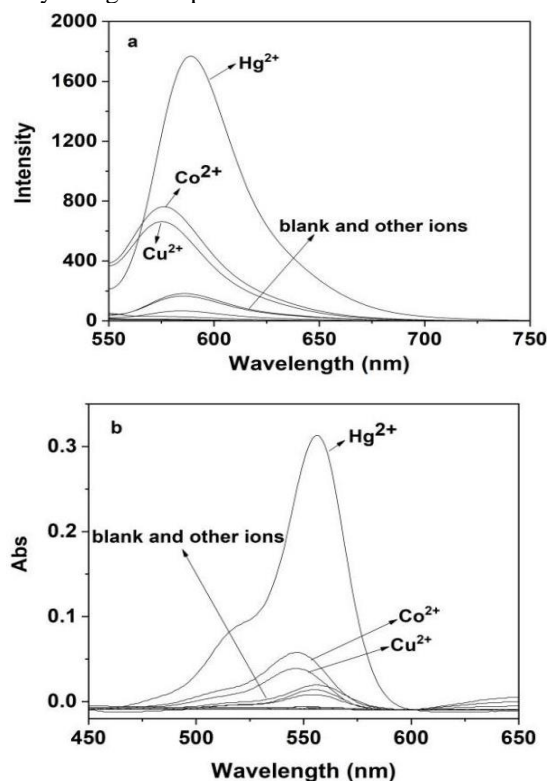 2000
a
1600
Hg2+
Intensity
1200
Co2+
800
blank and other ions
Cu2+
400
0
550 600 650 700 750
Wavelength (nm)
b
0.3
Hg2+
0.2
Abs
blank and other ions
0.1
Co2+
Cu2+
0.0
450 500 550 600 650
Wavelength (nm)